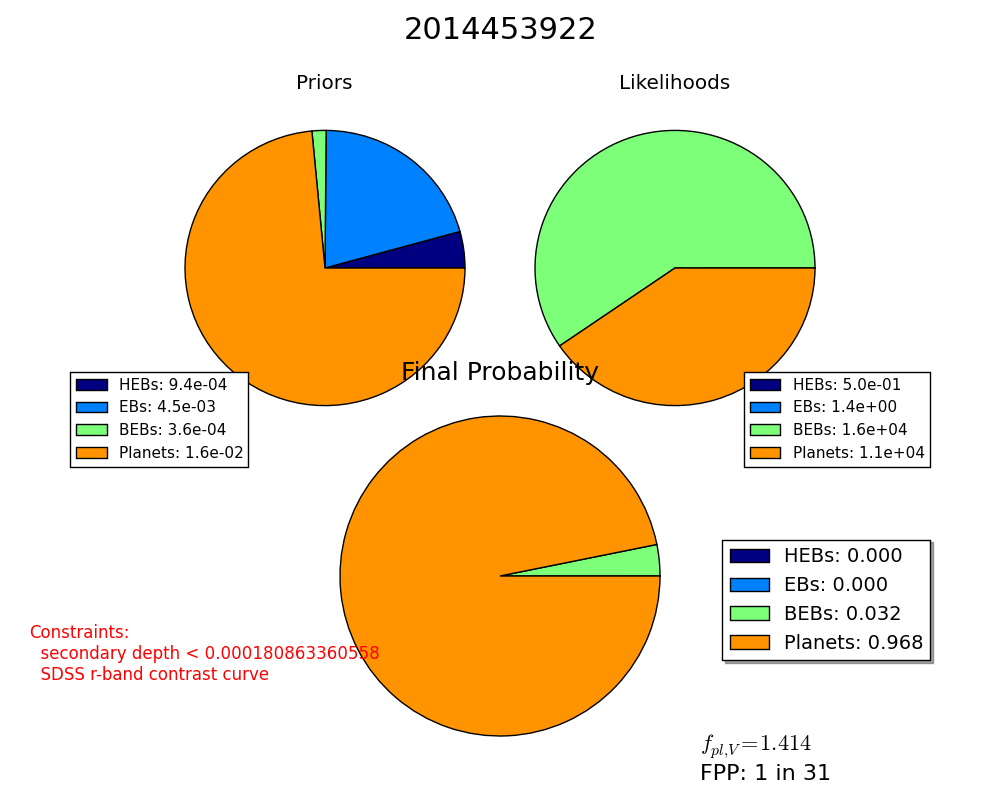 2014453922
Priors
Likelihoods
HEBs: 9.4e-04
EBs: 4.5e-03
BEBs: 3.6e-04
Planets: 1.6e-02
HEBs: 5.0e-01
EBs: 1.4e+00
BEBs: 1.6e+04
Planets: 1.1e+04
Final Probability
HEBs: 0.000
EBs: 0.000
BEBs: 0.032
Planets: 0.968
Constraints:
secondary depth < 0.000180863360558
SDSS r-band contrast curve
f_{pl,V}=1.414
FPP: 1 in 31